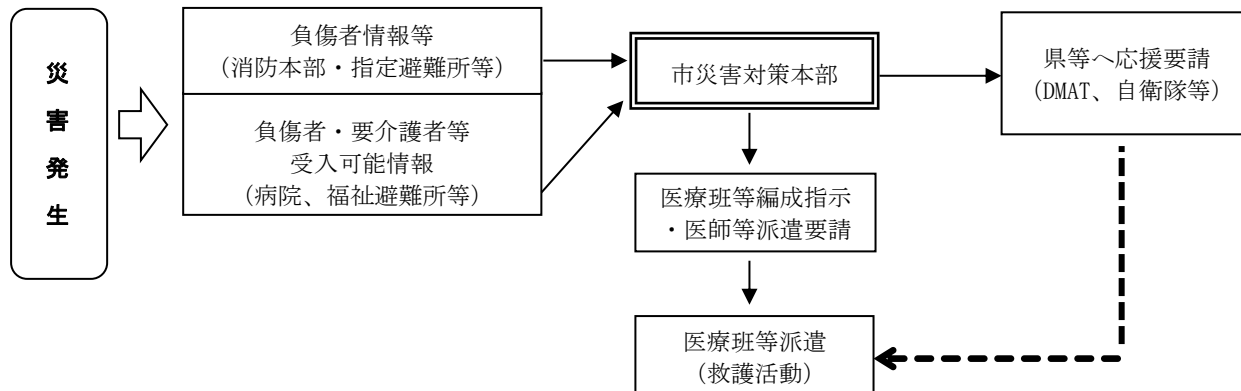 災
害
発
生
負傷者情報等
（消防本部・指定避難所等）
負傷者・要介護者等
受入可能情報
（病院、福祉避難所等）
市災害対策本部
県等へ応援要請
（DMAT、自衛隊等）
医療班等編成指示
・医師等派遣要請
医療班等派遣
（救護活動）